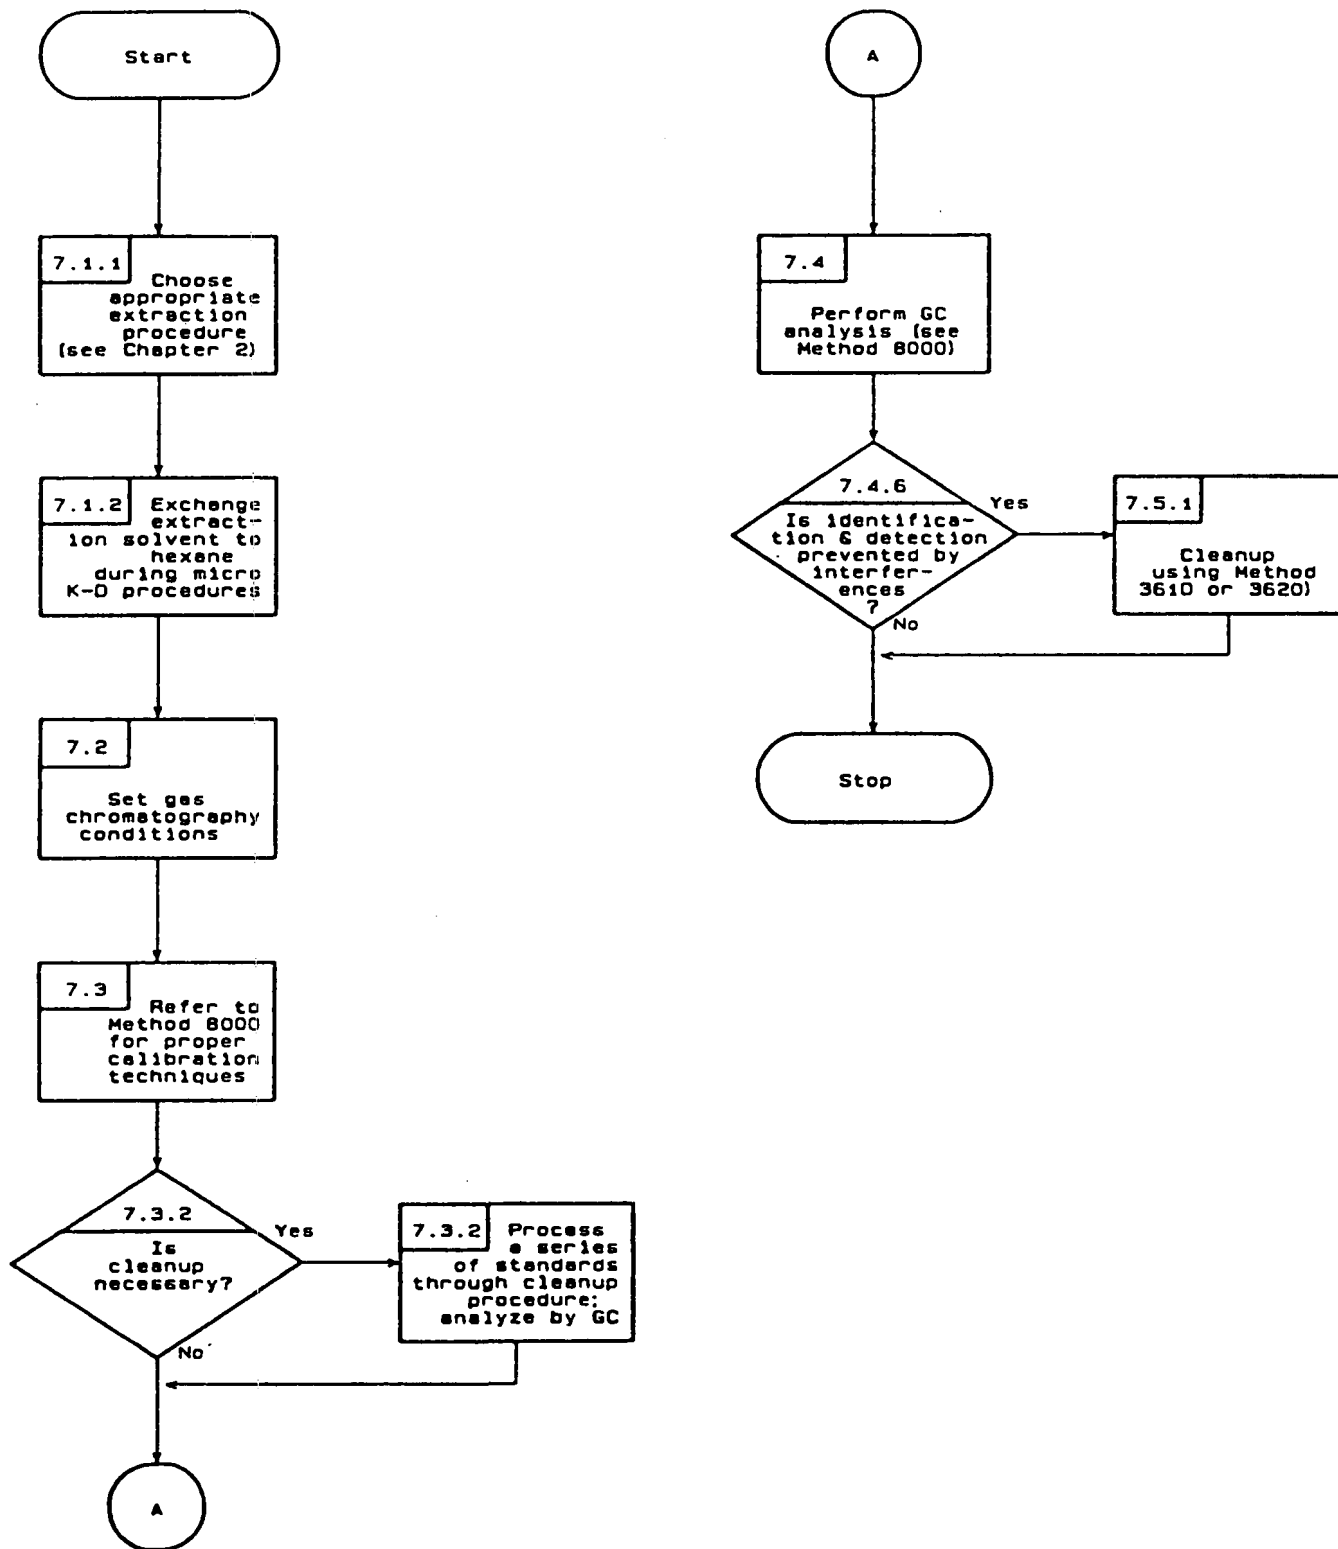 Start
7.1.1
Choose
appropriate
extraction
procedure
(see Chapter 2)
7.1.2 Exchange
extract-
ion solvent to
hexane
during micro
K-D procedures
7.2
Set gas
chromatography
conditions
7.3
Refer to
Method 8000
for proper
calibration
techniques
7.3.2
Is
cleanup
necessary?
Yes
No
7.3.2 Process
a series
of standards
through cleanup
procedure;
analyze by GC
A
A
7.4
Perform GC
analysis (see
Method 8000)
7.4.6
Is identifica-
tion & detection
prevented by
interfer-
ences
?
Yes
No
7.5.1
Cleanup
using Method
3610 or 3620)
Stop